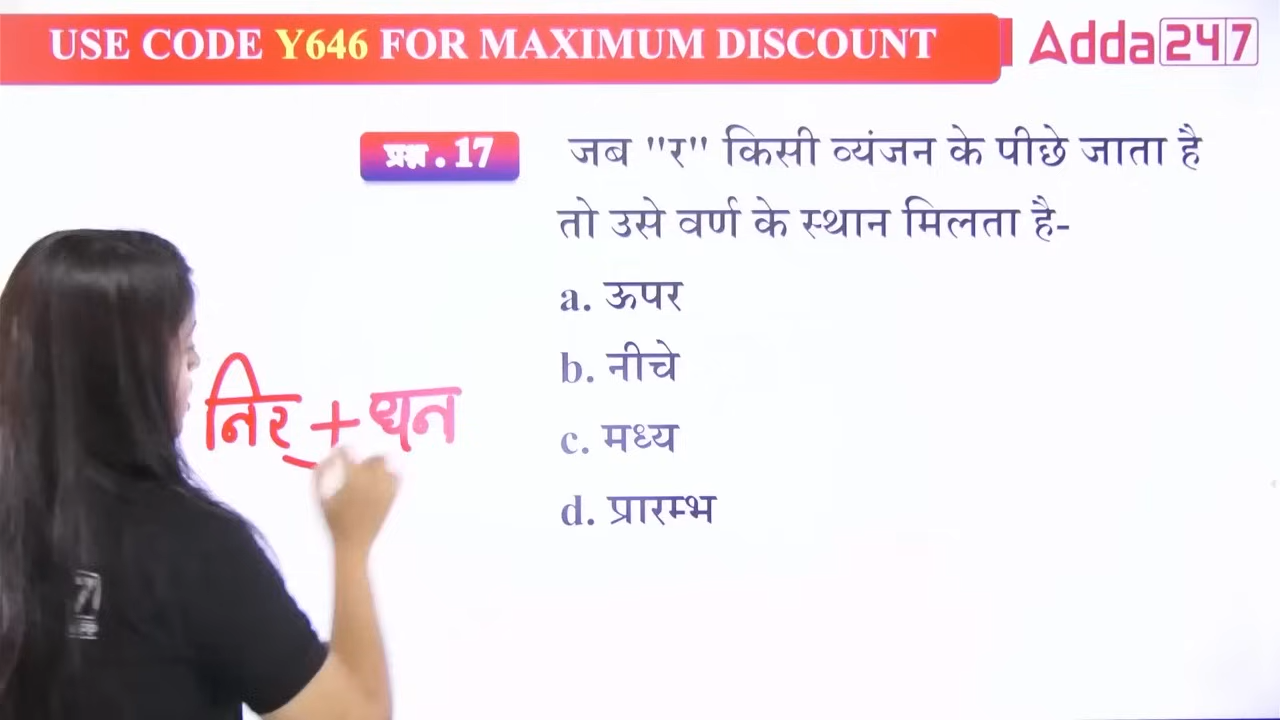 USE CODE Y646 FOR MAXIMUM DISCOUNT
Adda247
प्रश्न . 17
जब "र" किसी व्यंजन के पीछे जाता है
तो उसे वर्ण के स्थान मिलता है-
a. ऊपर
b. नीचे
c. मध्य
d. प्रारम्भ
निर् + धन